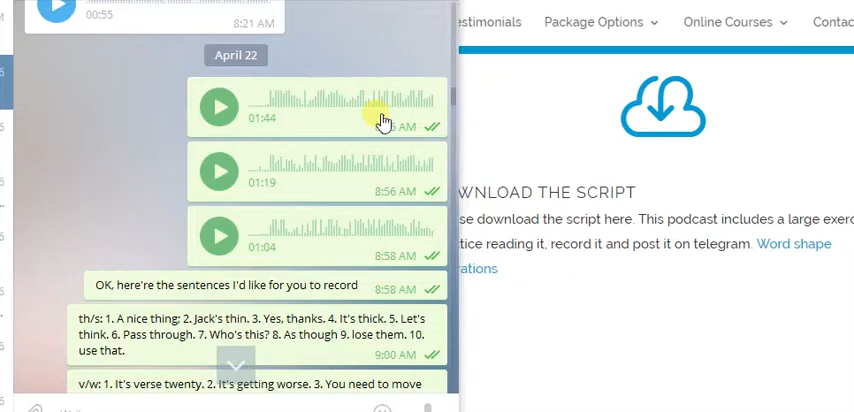 00:55
8:21 AM
April 22
01:44
AM
01:19
8:56 AM
01:04
8:58 AM
OK, here're the sentences I'd like for you to record
8:58 AM
th/s: 1. A nice thing; 2. Jack's thin. 3. Yes, thanks. 4. It's thick. 5. Let's
think. 6. Pass through. 7. Who's this? 8. As though 9. lose them. 10.
use that.
9:00 AM
v/w: 1. It's verse twenty. 2. It's getting worse. 3. You need to move
estimonials
Package Options
Online Courses
Contac
WNLOAD THE SCRIPT
se download the script here. This podcast includes a large exerc
tice reading it, record it and post it on telegram. Word shape
rations